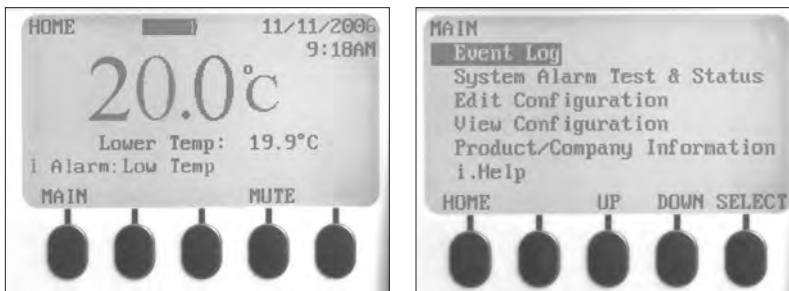 HOME 11/11/2006
9:18AM
20.0°C
Lower Temp: 19.9°C
i Alarm:Low Temp
MAIN MUTE
MAIN
Event Log
System Alarm Test & Status
Edit Configuration
View Configuration
Product/Company Information
i.Help
HOME UP DOWN SELECT